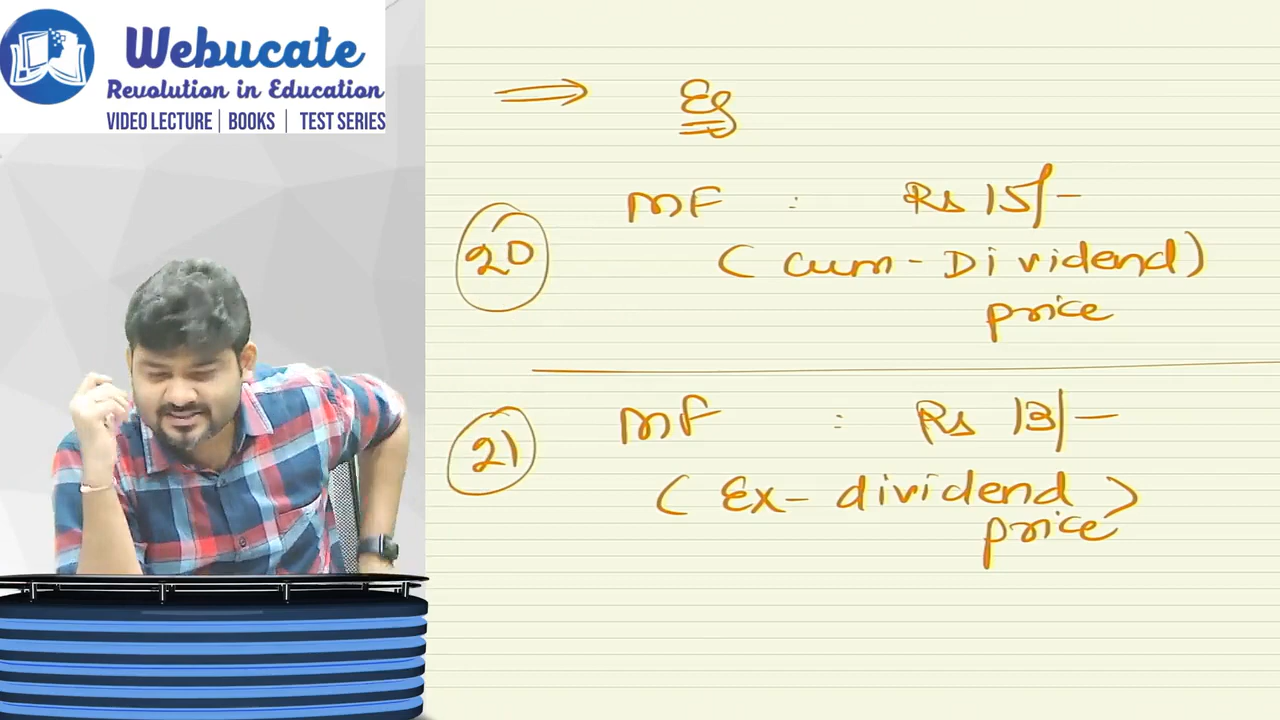 Webucate
Revolution in Education
VIDEO LECTURE | BOOKS | TEST SERIES
⇒ Eg
20 MF : Rs 15/-
(Cum-Dividend)
price
21 MF : Rs 13/-
(Ex-dividend)
price